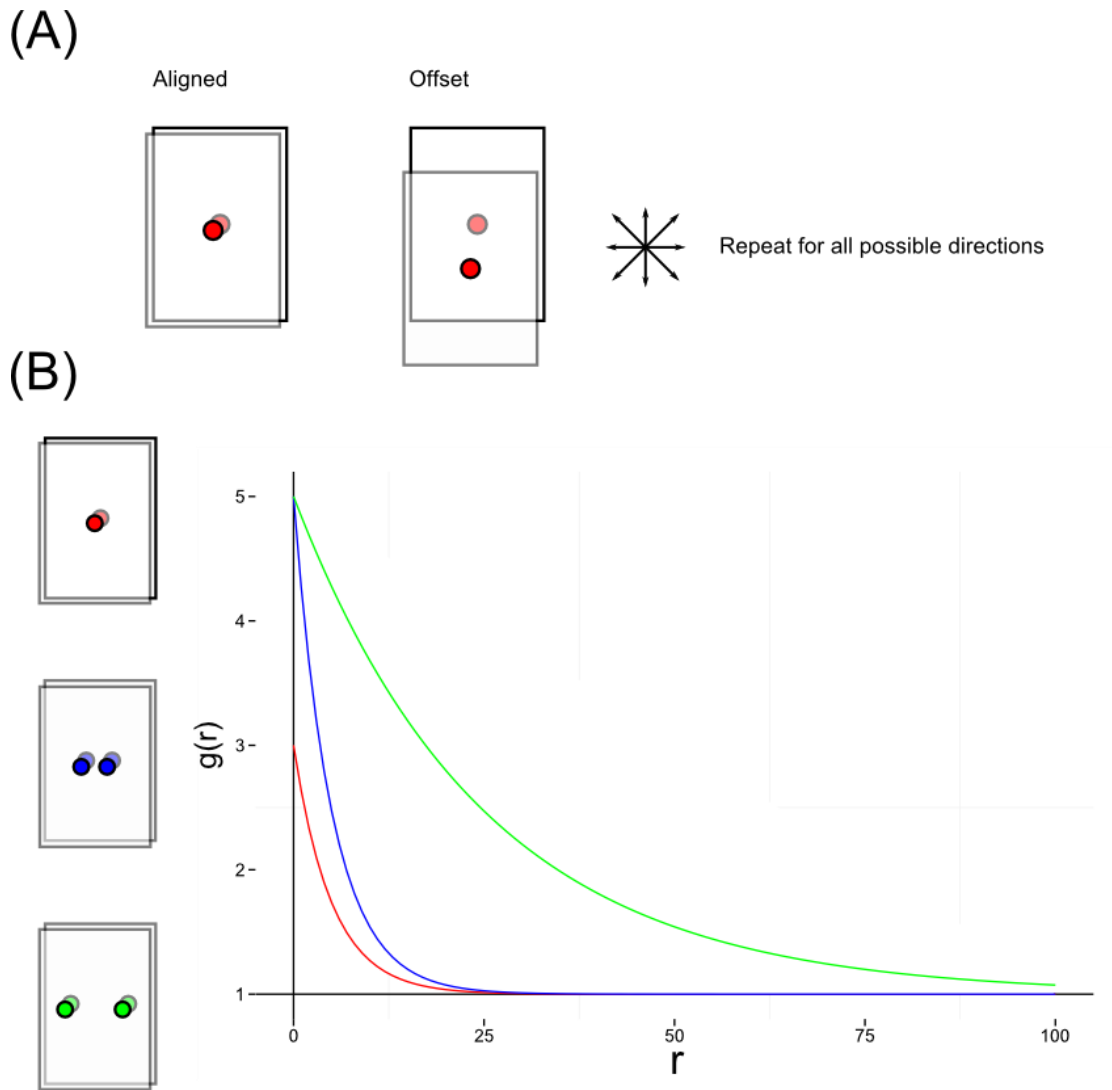 (A)
Aligned
Offset
Repeat for all possible directions
(B)
5
4
3
2
1
g(r)
0
25
50
75
100
r